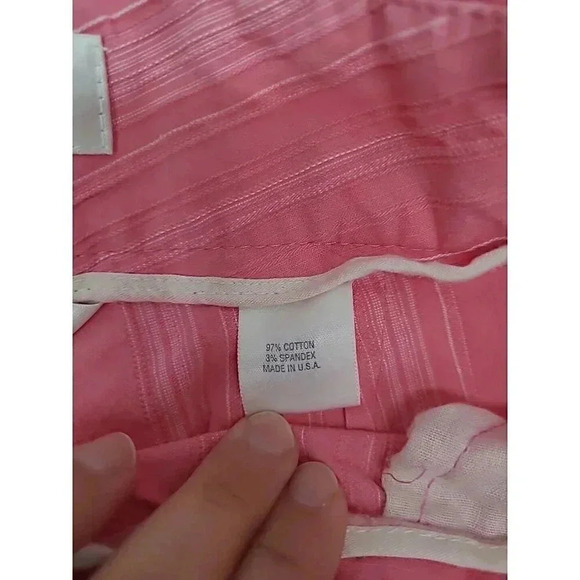 97% COTTON
3% SPANDEX
MADE IN U.S.A.